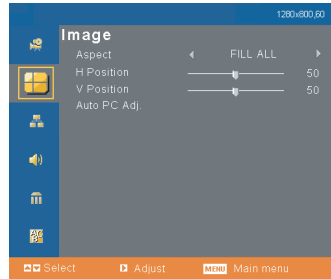 1280x800,60
Image
Aspect FILL ALL
H Position 50
V Position 50
Auto PC Adj.
Select Adjust MENU Main menu